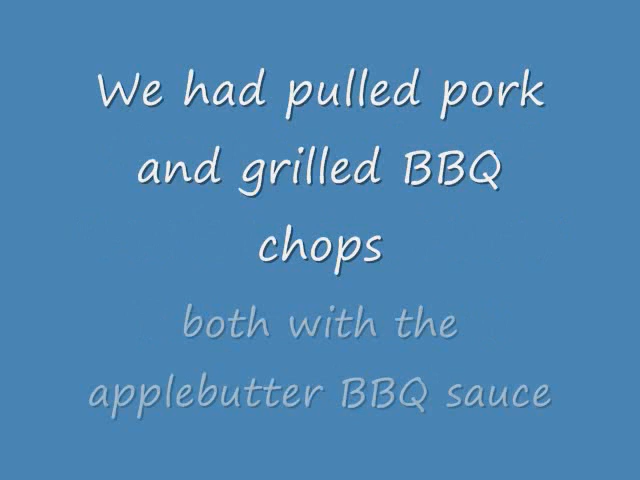 We had pulled pork
and grilled BBQ
chops
both with the
applebutter BBQ sauce